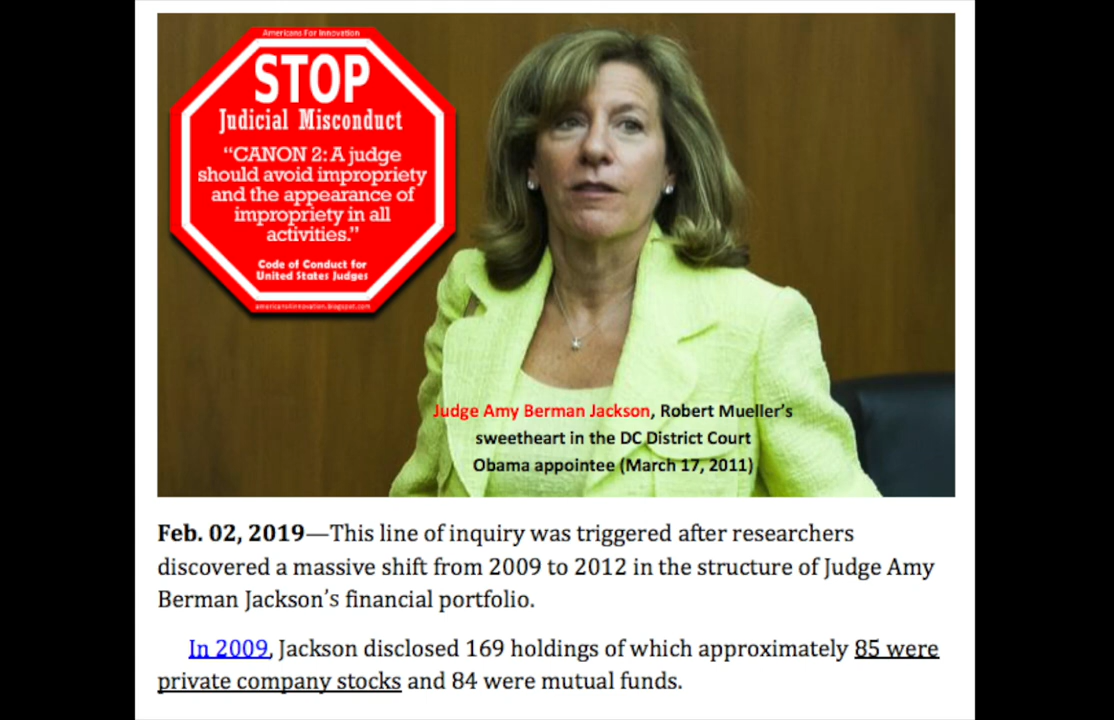 Americans For Innovation
STOP
Judicial Misconduct
“CANON 2: A judge
should avoid impropriety
and the appearance of
impropriety in all
activities.”
Code of Conduct for
United States Judges
americans4innovation.blogspot.com
Judge Amy Berman Jackson, Robert Mueller’s
sweetheart in the DC District Court
Obama appointee (March 17, 2011)
Feb. 02, 2019—This line of inquiry was triggered after researchers
discovered a massive shift from 2009 to 2012 in the structure of Judge Amy
Berman Jackson’s financial portfolio.
In 2009, Jackson disclosed 169 holdings of which approximately 85 were
private company stocks and 84 were mutual funds.